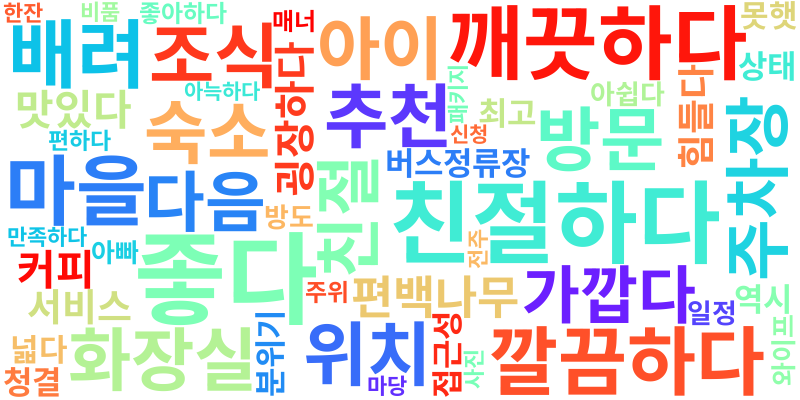 한잔
비품
좋아하다
매너
못햇
배려
조식
아이
깨끗하다
상태
맛있다
아늑하다
숙소
굉장하다
추천
패키지
최고
신청
아쉽다
힘들다
편하다
방문
주차장
버스정류장
마을
다음
친절
친절하다
방도
만족하다
아빠
전주
커피
좋다
주위
편백나무
가깝다
역시
서비스
일정
넓다
화장실
분위기
위치
접근성
사진
깔끔하다
와이프
청결
마당